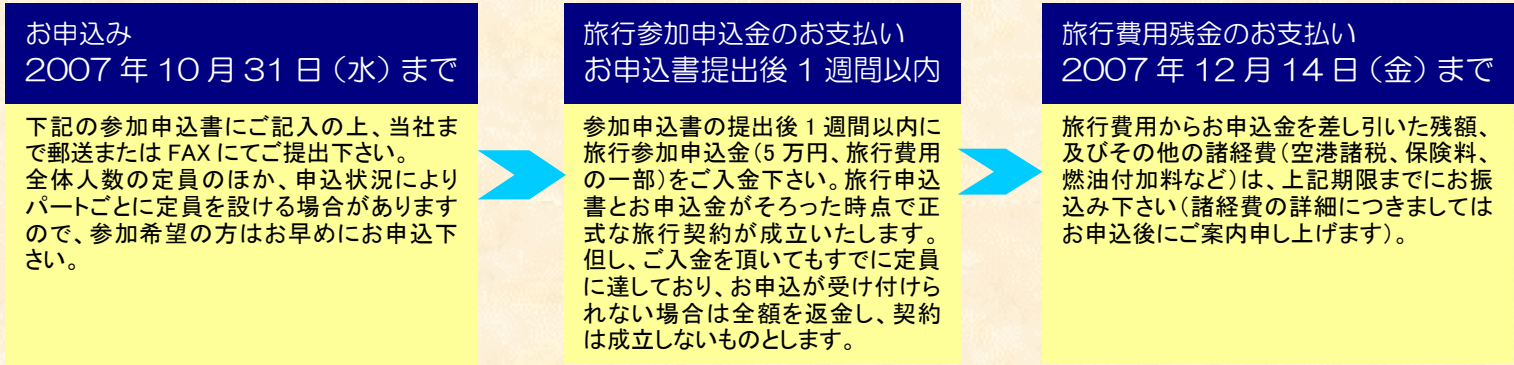 お申込み
2007 年 10 月 31 日（水）まで
下記の参加申込書にご記入の上、当社ま
で郵送または FAX にてご提出下さい。
全体人数の定員のほか、申込状況により
パートごとに定員を設ける場合があります
ので、参加希望の方はお早めにお申込下
さい。
旅行参加申込金のお支払い
お申込書提出後 1 週間以内
参加申込書の提出後 1 週間以内に
旅行参加申込金（5 万円、旅行費用
の一部）をご入金下さい。旅行申込
書とお申込金がそろった時点で正
式な旅行契約が成立いたします。
但し、ご入金を頂いてもすでに定員
に達しており、お申込が受け付けら
れない場合は全額を返金し、契約
は成立しないものとします。
旅行費用残金のお支払い
2007 年 12 月 14 日（金）まで
旅行費用からお申込金を差し引いた残額、
及びその他の諸経費（空港諸税、保険料、
燃油付加料など）は、上記期限までにお振
込み下さい（諸経費の詳細につきましては
お申込後にご案内申し上げます）。